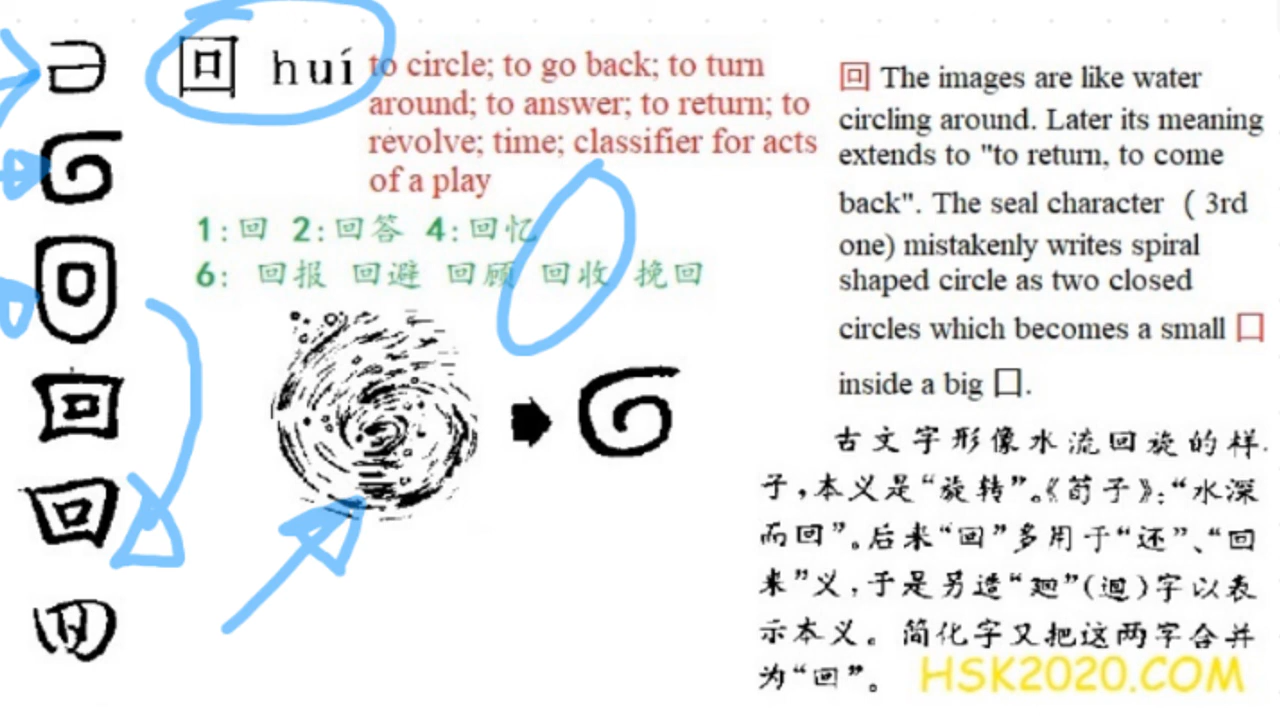 回 huí
to circle; to go back; to turn
around; to answer; to return; to
revolve; time; classifier for acts
of a play
1:回 2:回答 4:回忆
6: 回报 回避 回顾 回收 挽回
回 The images are like water
circling around. Later its meaning
extends to "to return, to come
back". The seal character ( 3rd
one) mistakenly writes spiral
shaped circle as two closed
circles which becomes a small 囗
inside a big 囗.
古文字形像水流回旋的样
子,本义是“旋转”。《荀子》:“水深
而回”。后来“回”多用于“还”、“回
来”义,于是另造“廻”(迴)字以表
示本义。简化字又把这两字合并
为“回”。
HSK2020.COM